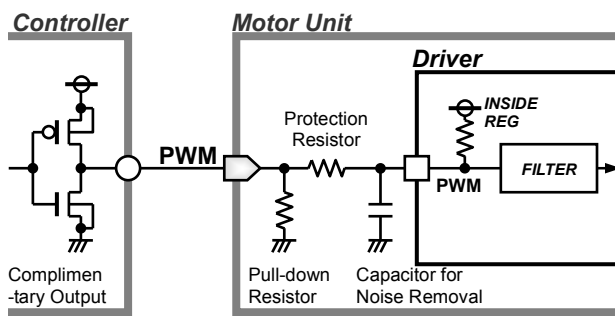 Controller
Motor Unit
Driver
Protection
Resistor
INSIDE
REG
PWM
PWM
FILTER
Complimen
-tary Output
Pull-down
Resistor
Capacitor for
Noise Removal